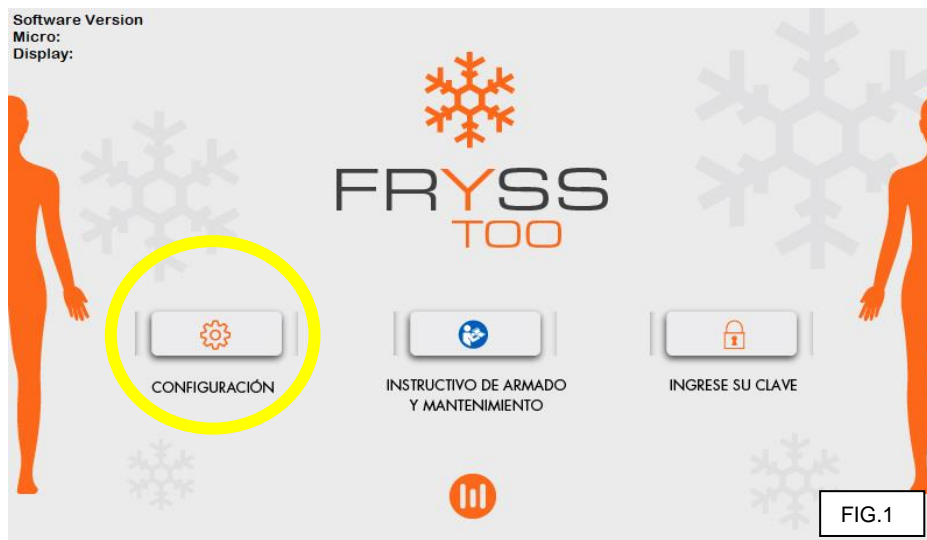 Software Version
Micro:
Display:
FRYSS
TOO
CONFIGURACIÓN
INSTRUCTIVO DE ARMADO
Y MANTENIMIENTO
INGRESE SU CLAVE
FIG.1